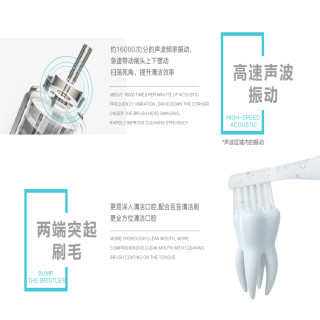 约16000次/分的声波频率振动,
急速带动刷头上下摆动
扫荡死角, 提升清洁效率
ABOUT 16000 TIMES PER MINUTE OF ACOUSTIC
FREQUENCY VIBRATION, DRIVE DOWN THE CORNER
UNDER THE BRUSH HEAD SWINGING,
RAPIDLY IMPROVE CLEANING EFFICIENCY
高速声波
振动
HIGH-SPEED
ACOUSTIC
*声波区域内的振动
两端突起
刷毛
BUMP
THE BRISTLES
更易深入清洁口腔,配合舌苔清洁刷
更全方位清洁口腔
MORE THOROUGH CLEAN MOUTH, MORE
COMPREHENSIVE CLEAN MOUTH WITH CLEANING
BRUSH COATING ON THE TONGUE